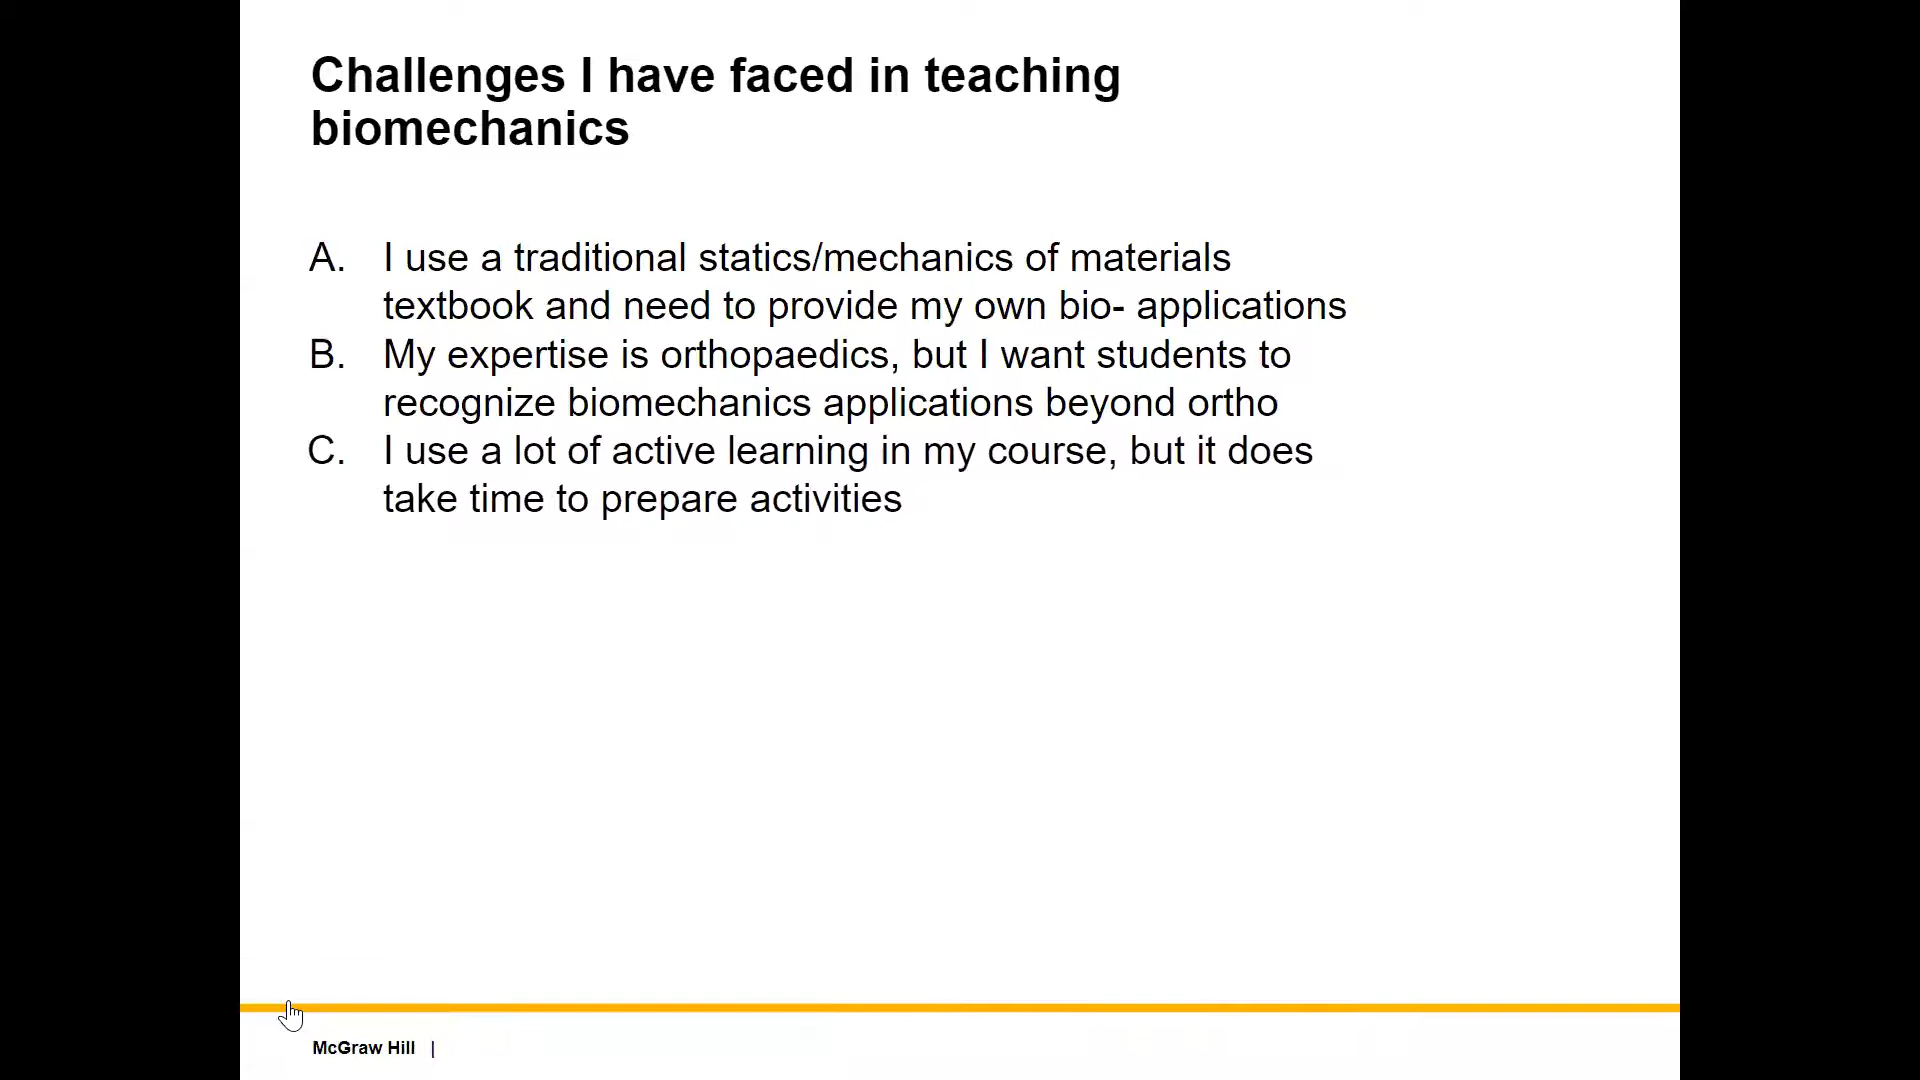 Challenges I have faced in teaching
biomechanics
A. I use a traditional statics/mechanics of materials
textbook and need to provide my own bio- applications
B. My expertise is orthopaedics, but I want students to
recognize biomechanics applications beyond ortho
C. I use a lot of active learning in my course, but it does
take time to prepare activities
McGraw Hill |